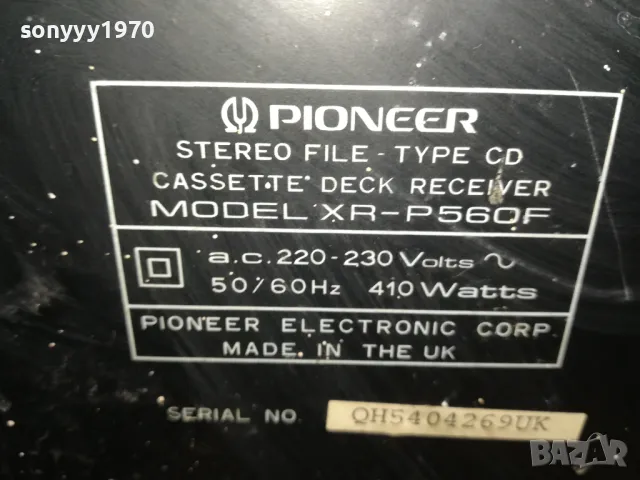 sonyyy1970
PIONEER
STEREO FILE - TYPE CD
CASSETTE DECK RECEIVER
MODEL XR-P560F
a.c. 220-230 Volts ~
50/60Hz 410 Watts
PIONEER ELECTRONIC CORP.
MADE IN THE UK
SERIAL NO. QH5404269UK
BAZAR